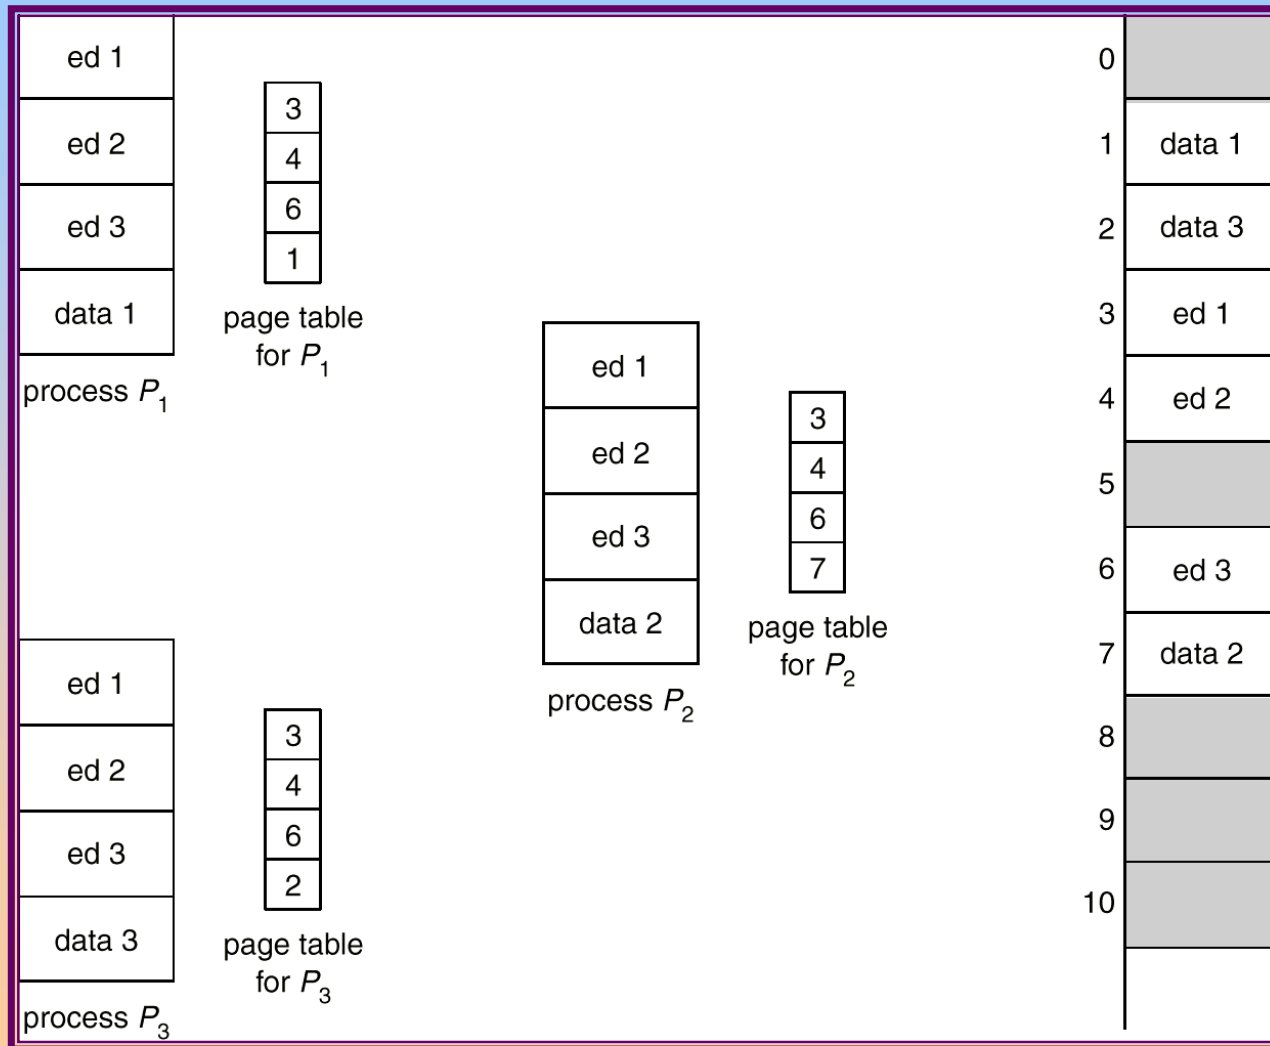 ed 1
ed 2
ed 3
data 1
process P1
3
4
6
1
page table
for P1
ed 1
ed 2
ed 3
data 2
process P2
3
4
6
7
page table
for P2
ed 1
ed 2
ed 3
data 3
process P3
3
4
6
2
page table
for P3
0
1 data 1
2 data 3
3 ed 1
4 ed 2
5
6 ed 3
7 data 2
8
9
10